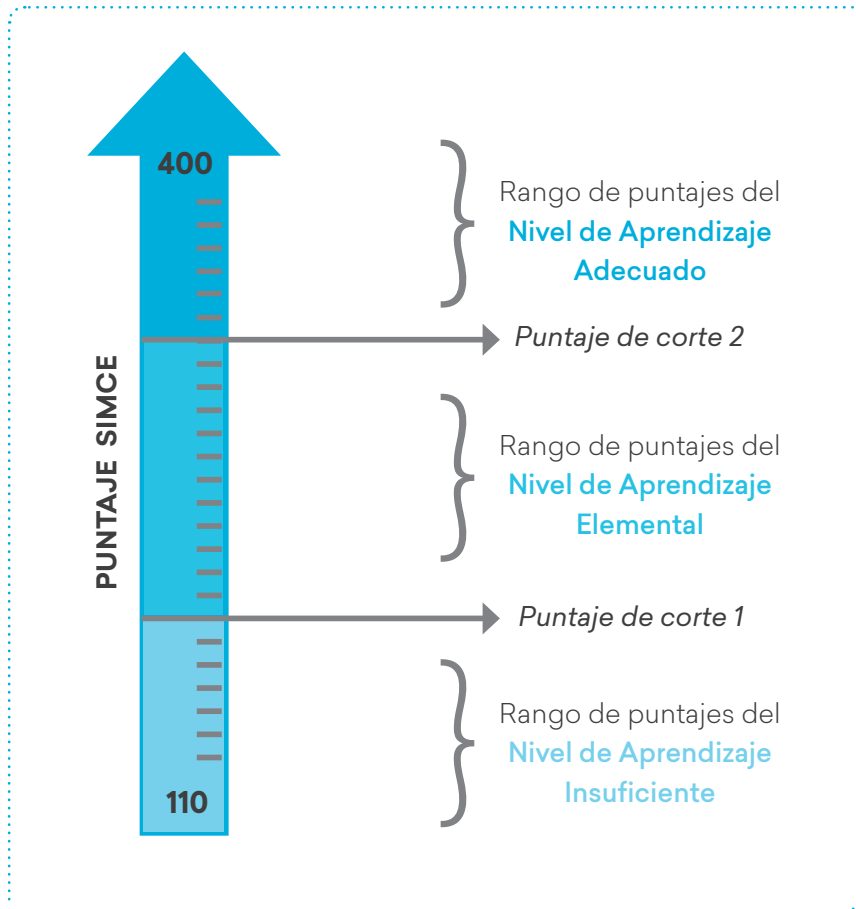 400
Rango de puntajes del
Nivel de Aprendizaje
Adecuado
Puntaje de corte 2
PUNTAJE SIMCE
Rango de puntajes del
Nivel de Aprendizaje
Elemental
Puntaje de corte 1
Rango de puntajes del
Nivel de Aprendizaje
Insuficiente
110